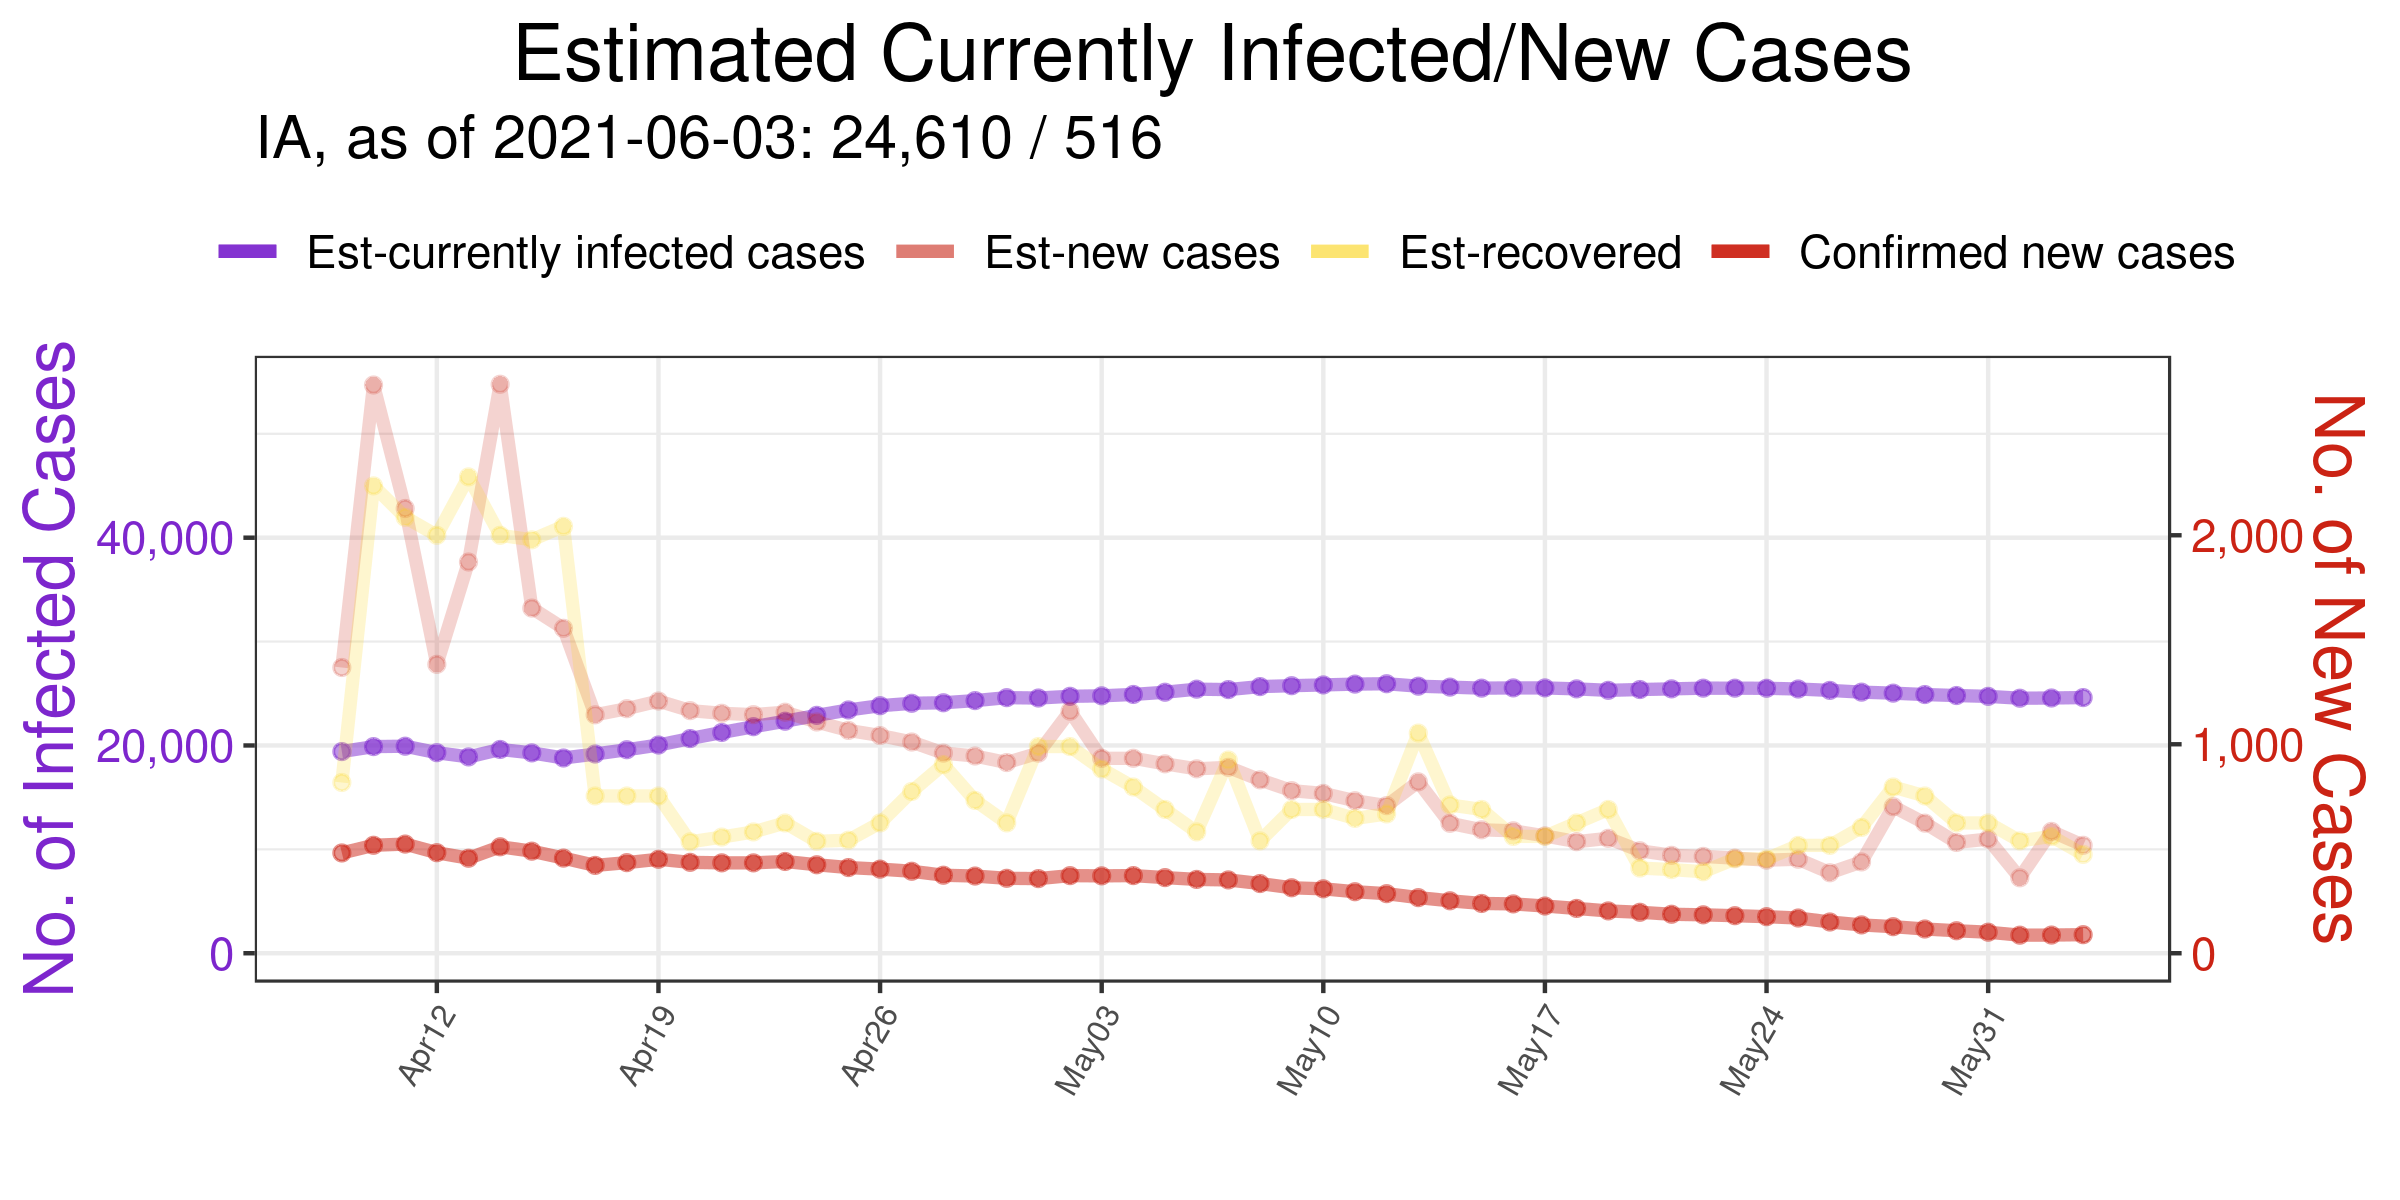 Estimated Currently Infected/New Cases
IA, as of 2021-06-03: 24,610 / 516
Est-currently infected cases Est-new cases Est-recovered Confirmed new cases
No. of Infected Cases
40,000
20,000
0
2,000
1,000
0
No. of New Cases
Apr12 Apr19 Apr26 May03 May10 May17 May24 May31